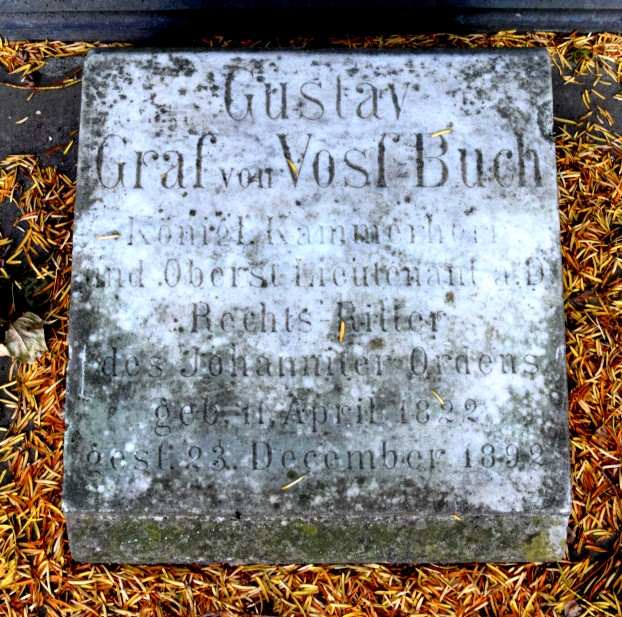 Gustav
Graf von Vosſ-Buch
Königl. Kammerherr
und Oberst Lieutenant a.D
Rechts Ritter
des Johanniter Ordens
geb. 11. April 1822
gest. 23. December 1892